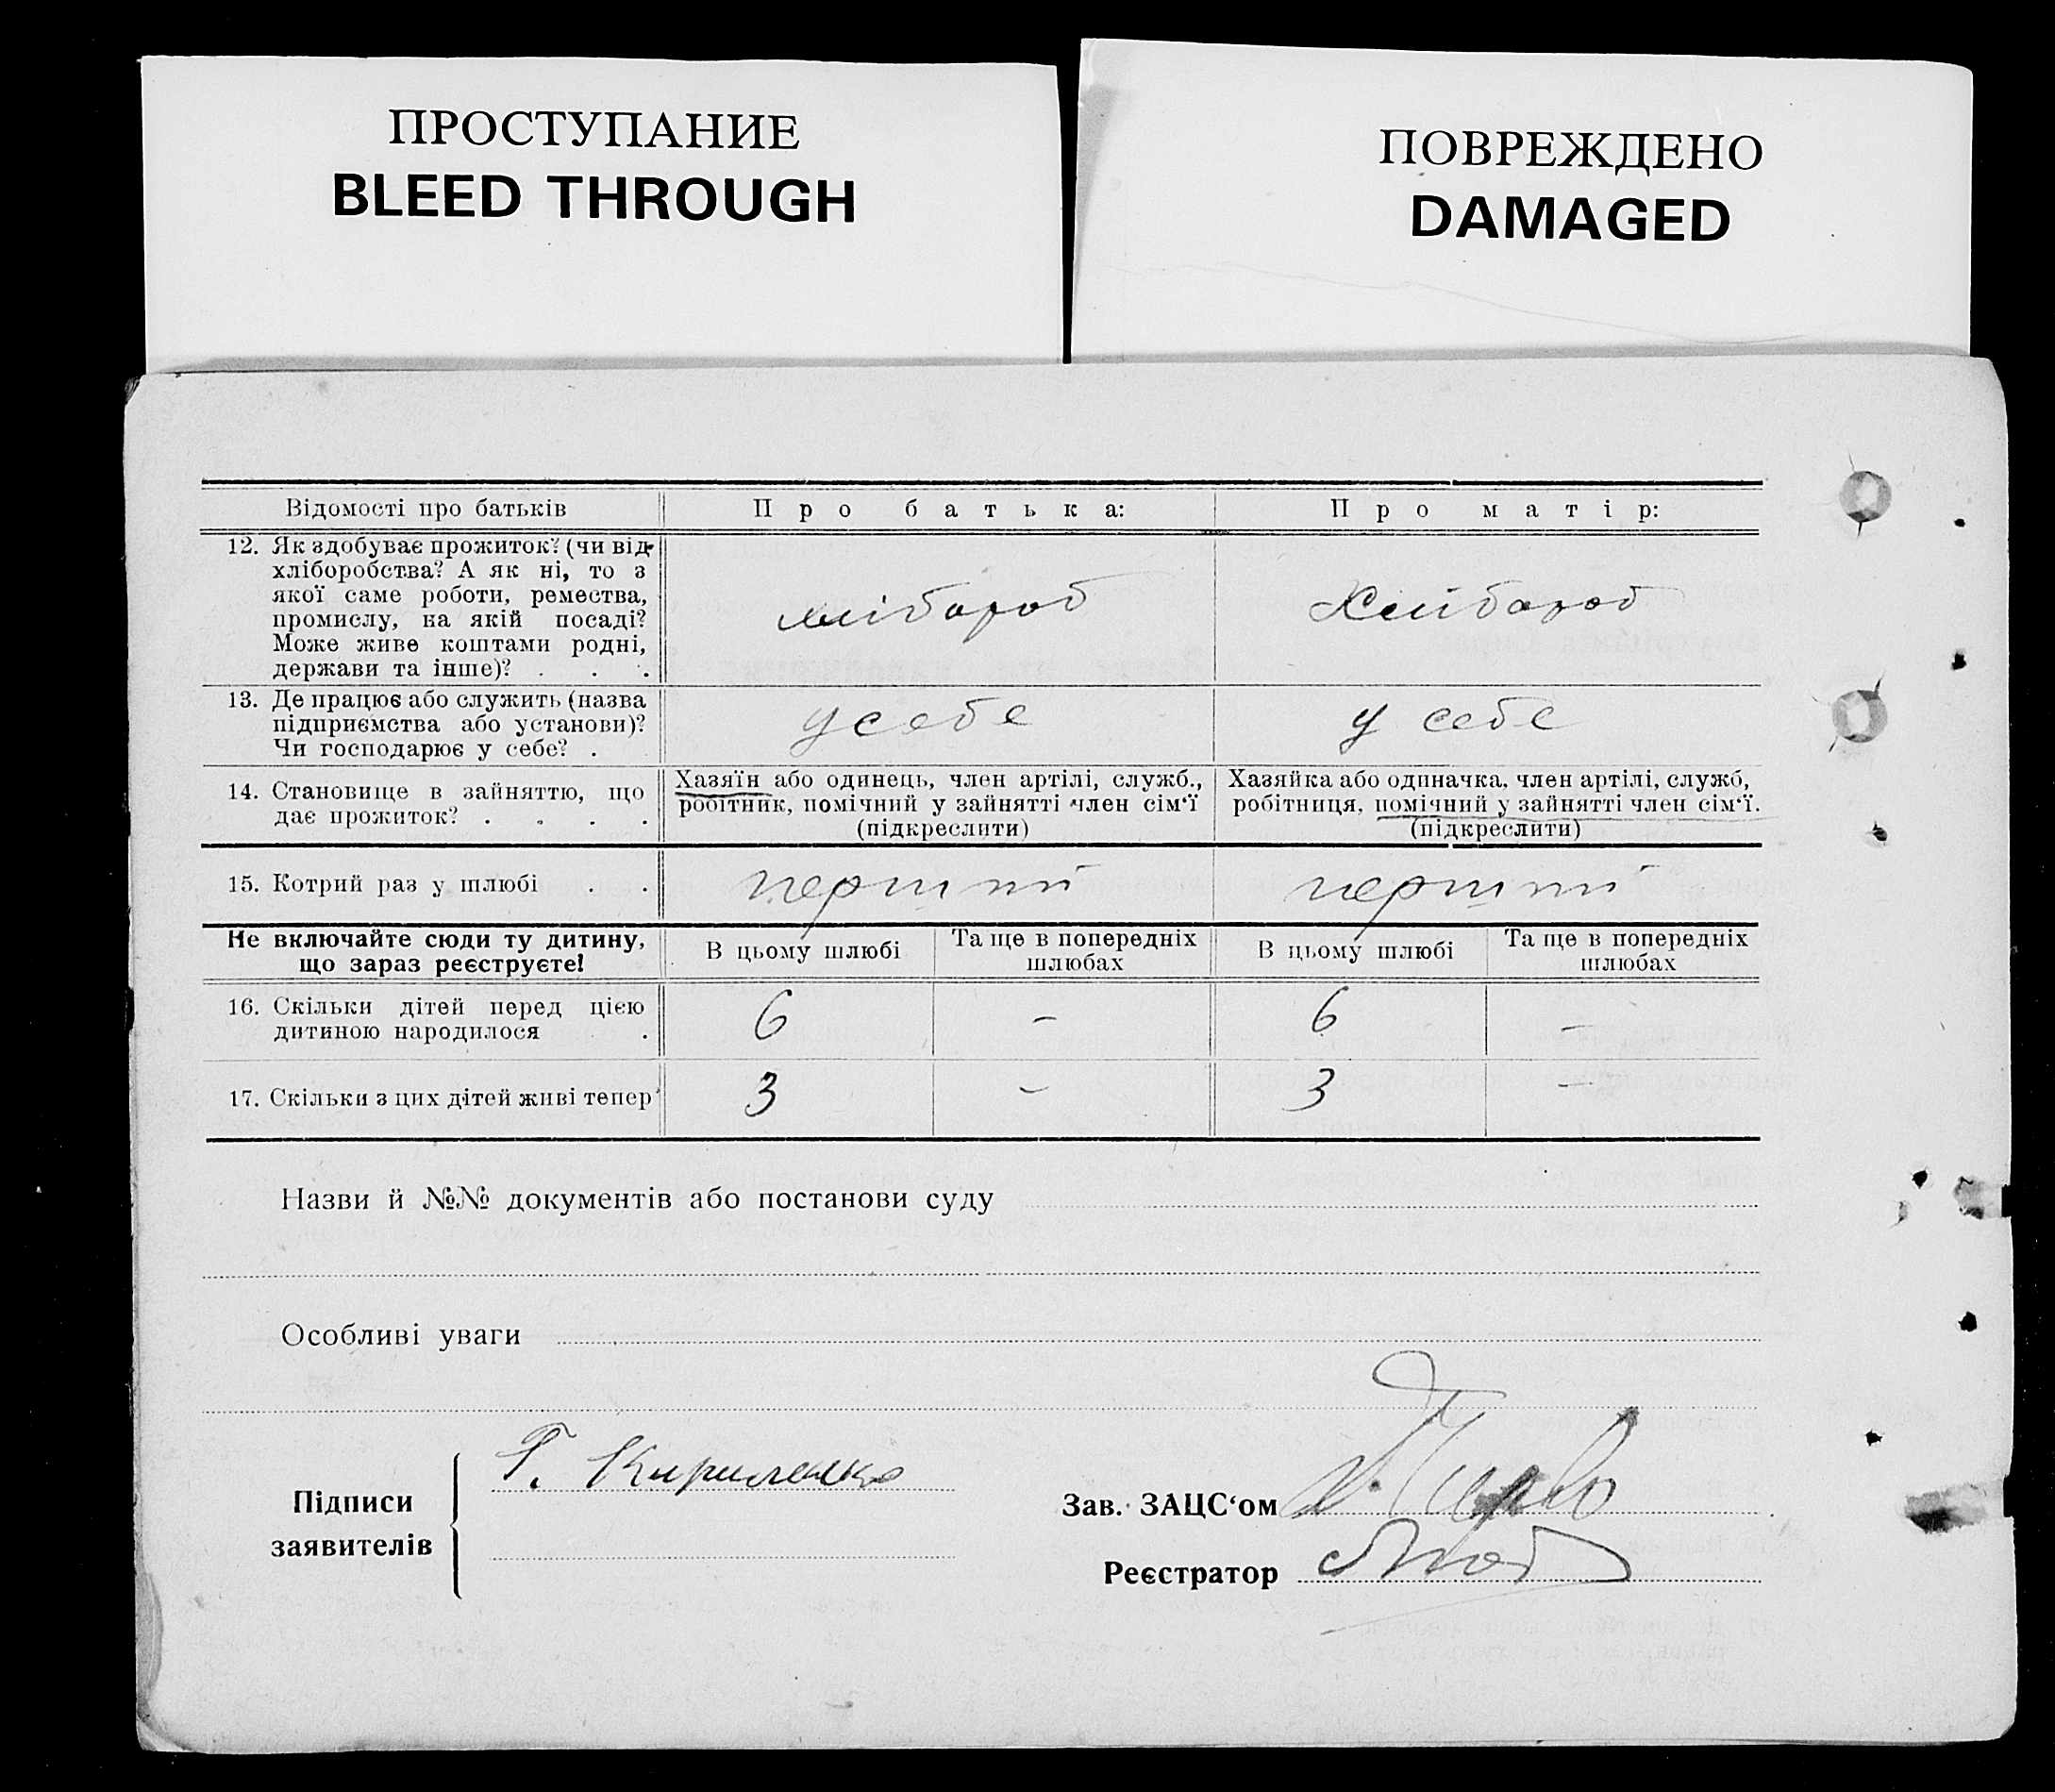 ПРОСТУПАНИЕ
BLEED THROUGH
ПОВРЕЖДЕНО
DAMAGED
Відомості про батьків
Про батька:
Про матір:
12. Як здобуває прожиток? (чи від
хліборобства? А як ні, то з
якої саме роботи, ремества,
промислу, на якій посаді?
Може живе коштами родні,
держави та інше)? . . .
хлібороб
Хлібороб
13. Де працює або служить (назва
підприємства або установи)?
Чи господарює у себе? .
у себе
у себе
14. Становище в зайняттю, що
дає прожиток? . . . .
Хазяїн або одинець, член артілі, служб.,
робітник, помічний у зайнятті член сім‘ї
(підкреслити)
Хазяйка або одиначка, член артілі, служб,
робітниця, помічний у зайнятті член сім‘ї.
(підкреслити)
15. Котрий раз у шлюбі . .
перший
перший
Не включайте сюди ту дитину,
що зараз реєструєте!
В цьому шлюбі
Та ще в попередніх
шлюбах
В цьому шлюбі
Та ще в попередніх
шлюбах
16. Скільки дітей перед цією
дитиною народилося .
6
-
6
-
17. Скільки з цих дітей живі тепер
3
-
3
-
Назви й №№ документів або постанови суду
Особливі уваги
Підписи
заявителів
Г. Кириленко
Зав. ЗАЦС‘ом
Реєстратор